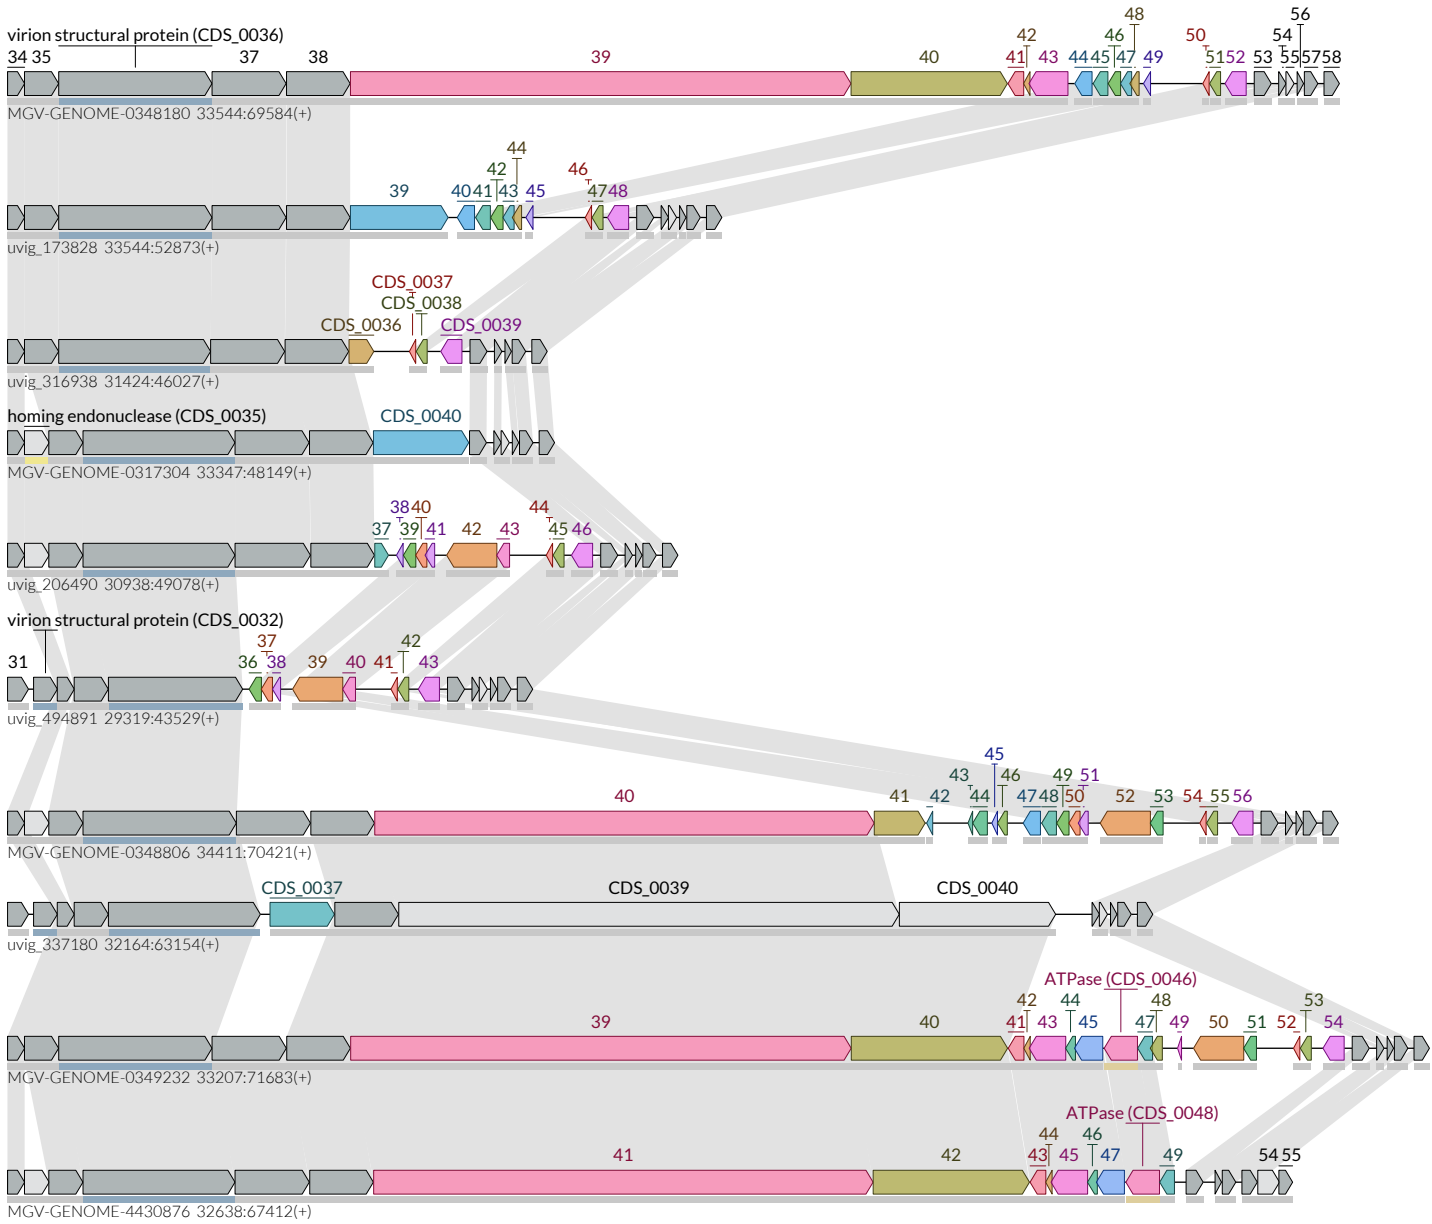 virion structural protein (CDS_0036)
34 35 37 38 39 40 41 42 43 44 45 46 47 48 49 50 51 52 53 54 55 56 57 58
MGV-GENOME-0348180 33544:69584(+)
39 40 41 42 43 44 45 46 47 48
uvig_173828 33544:52873(+)
CDS_0037
CDS_0038
CDS_0036 CDS_0039
uvig_316938 31424:46027(+)
homing endonuclease (CDS_0035) CDS_0040
MGV-GENOME-0317304 33347:48149(+)
37 38 39 40 41 42 43 44 45 46
uvig_206490 30938:49078(+)
virion structural protein (CDS_0032)
31 36 37 38 39 40 41 42 43
uvig_494891 29319:43529(+)
40 41 42 43 44 45 46 47 48 49 50 51 52 53 54 55 56
MGV-GENOME-0348806 34411:70421(+)
CDS_0037 CDS_0039 CDS_0040
uvig_337180 32164:63154(+)
ATPase (CDS_0046)
39 40 41 42 43 44 45 47 48 49 50 51 52 53 54
MGV-GENOME-0349232 33207:71683(+)
ATPase (CDS_0048)
41 42 43 44 45 46 47 49 54 55
MGV-GENOME-4430876 32638:67412(+)